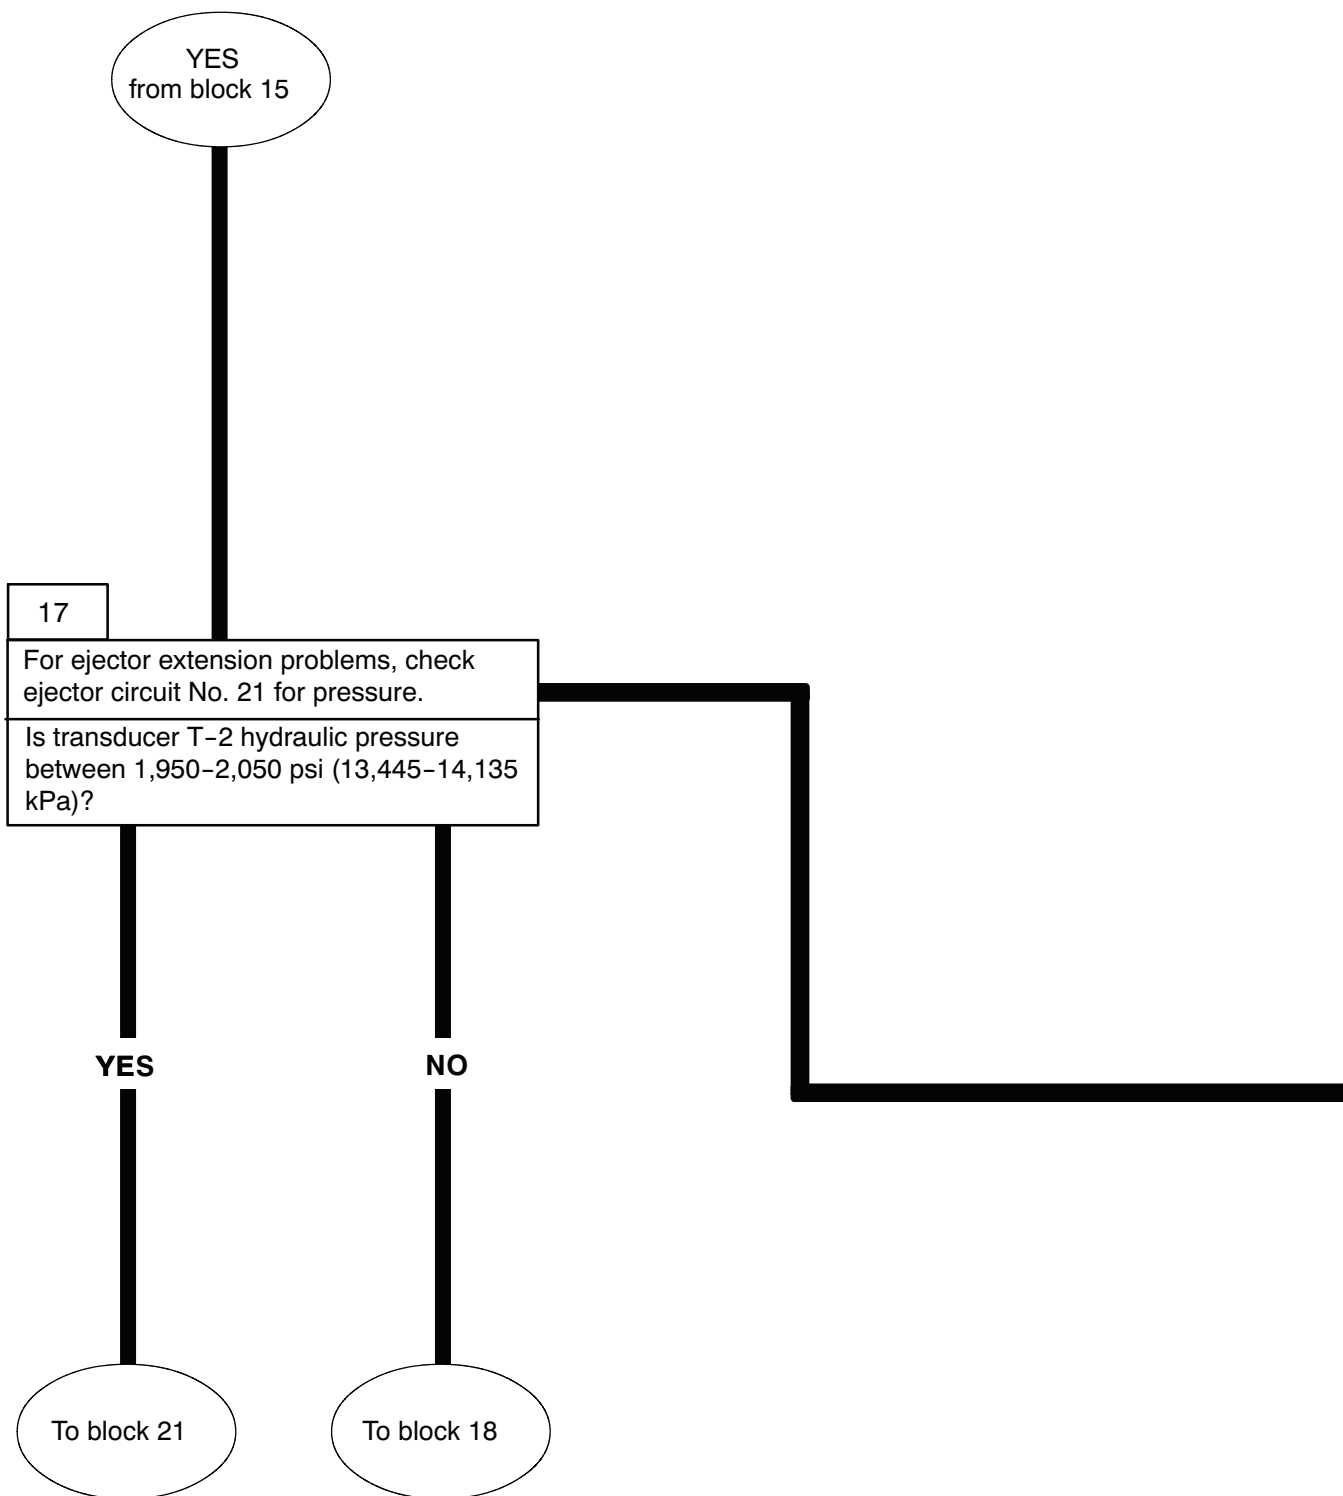 YES
from block 15
17
For ejector extension problems, check
ejector circuit No. 21 for pressure.
Is transducer T-2 hydraulic pressure
between 1,950-2,050 psi (13,445-14,135
kPa)?
YES
NO
To block 21
To block 18